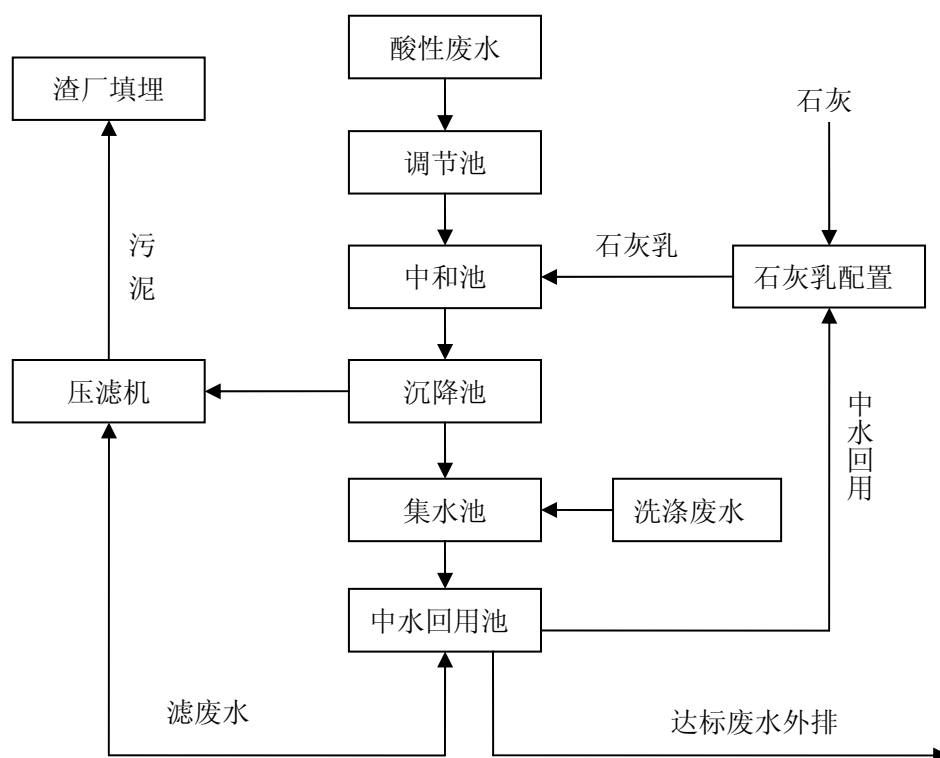 酸性废水
渣厂填埋
石灰
调节池
污
泥
石灰乳
中和池
石灰乳配置
压滤机
沉降池
中
水
回
用
集水池
洗涤废水
中水回用池
滤废水
达标废水外排